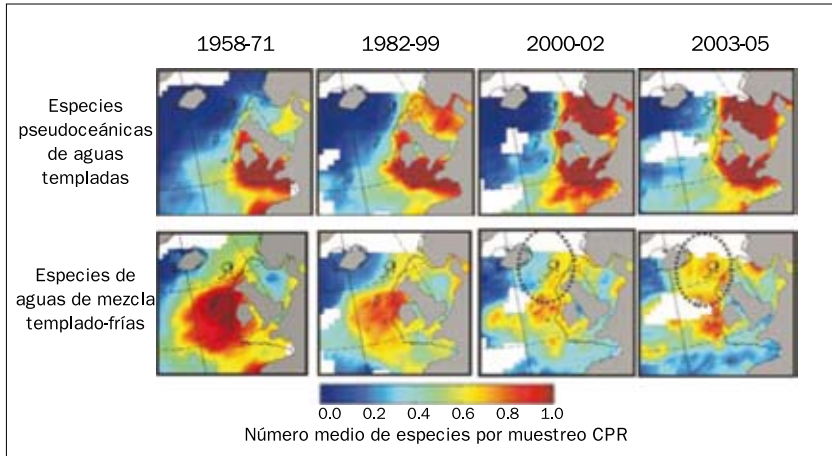 1958-71 1982-99 2000-02 2003-05
Especies
pseudoceánicas
de aguas
templadas
Especies de
aguas de mezcla
templado-frías
0.0 0.2 0.4 0.6 0.8 1.0
Número medio de especies por muestreo CPR